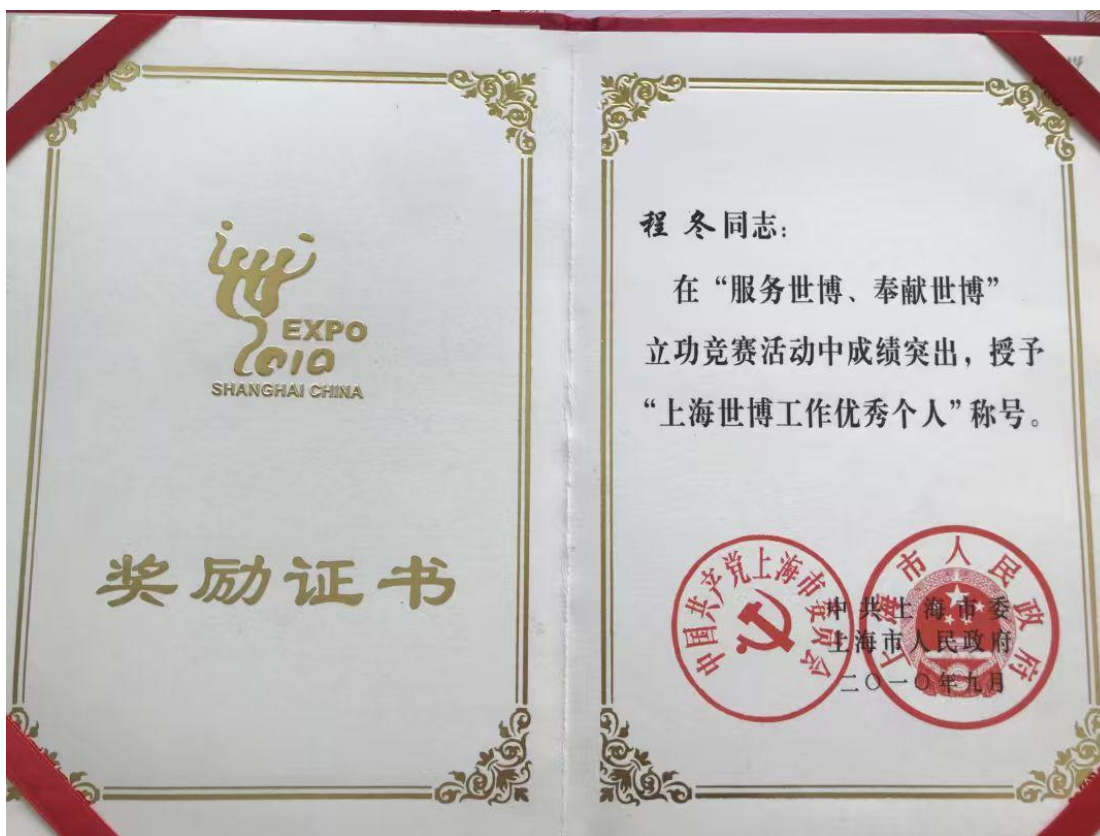 EXPO
2010
SHANGHAI CHINA
奖励证书
程冬同志：
在“服务世博、奉献世博”
立功竞赛活动中成绩突出，授予
“上海世博工作优秀个人”称号。
中国共产党上海市委员会
上海市人民政府
中共上海市委
上海市人民政府
二〇一〇年九月